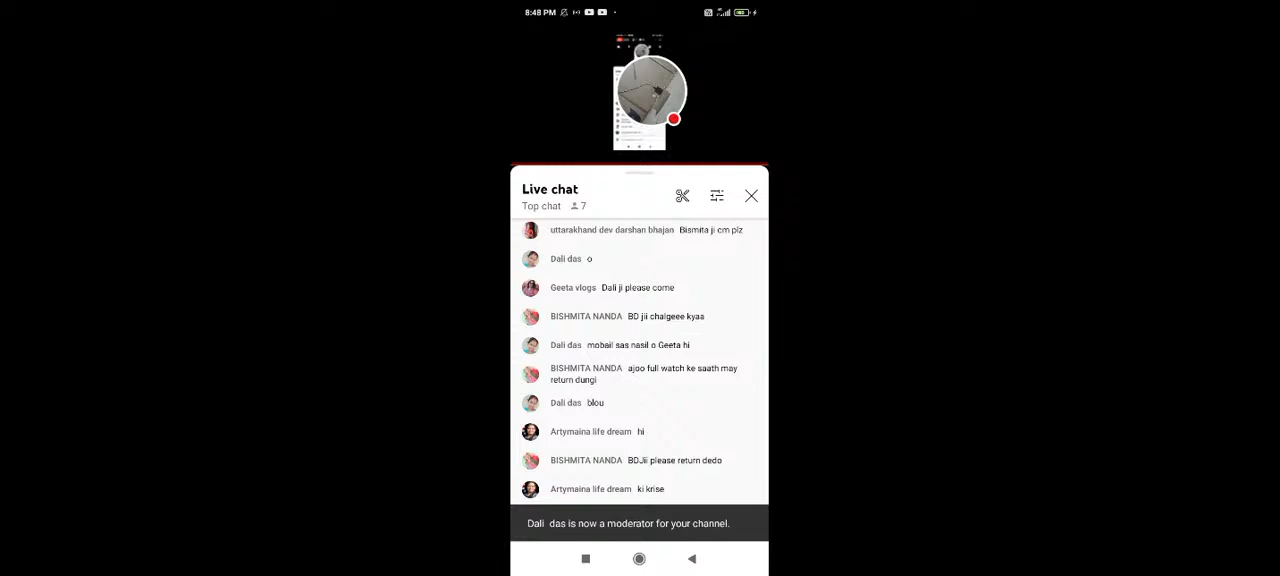 8:48 PM
Live chat
Top chat 7
uttarakhand dev darshan bhajan Bismita ji cm plz
Dali das o
Geeta vlogs Dali ji please come
BISHMITA NANDA BD jii chalgeee kyaa
Dali das mobail sas nasil o Geeta hi
BISHMITA NANDA ajoo full watch ke saath may
return dungi
Dali das blou
Artymaina life dream hi
BISHMITA NANDA BDJii please return dedo
Artymaina life dream ki krise
Dali das is now a moderator for your channel.